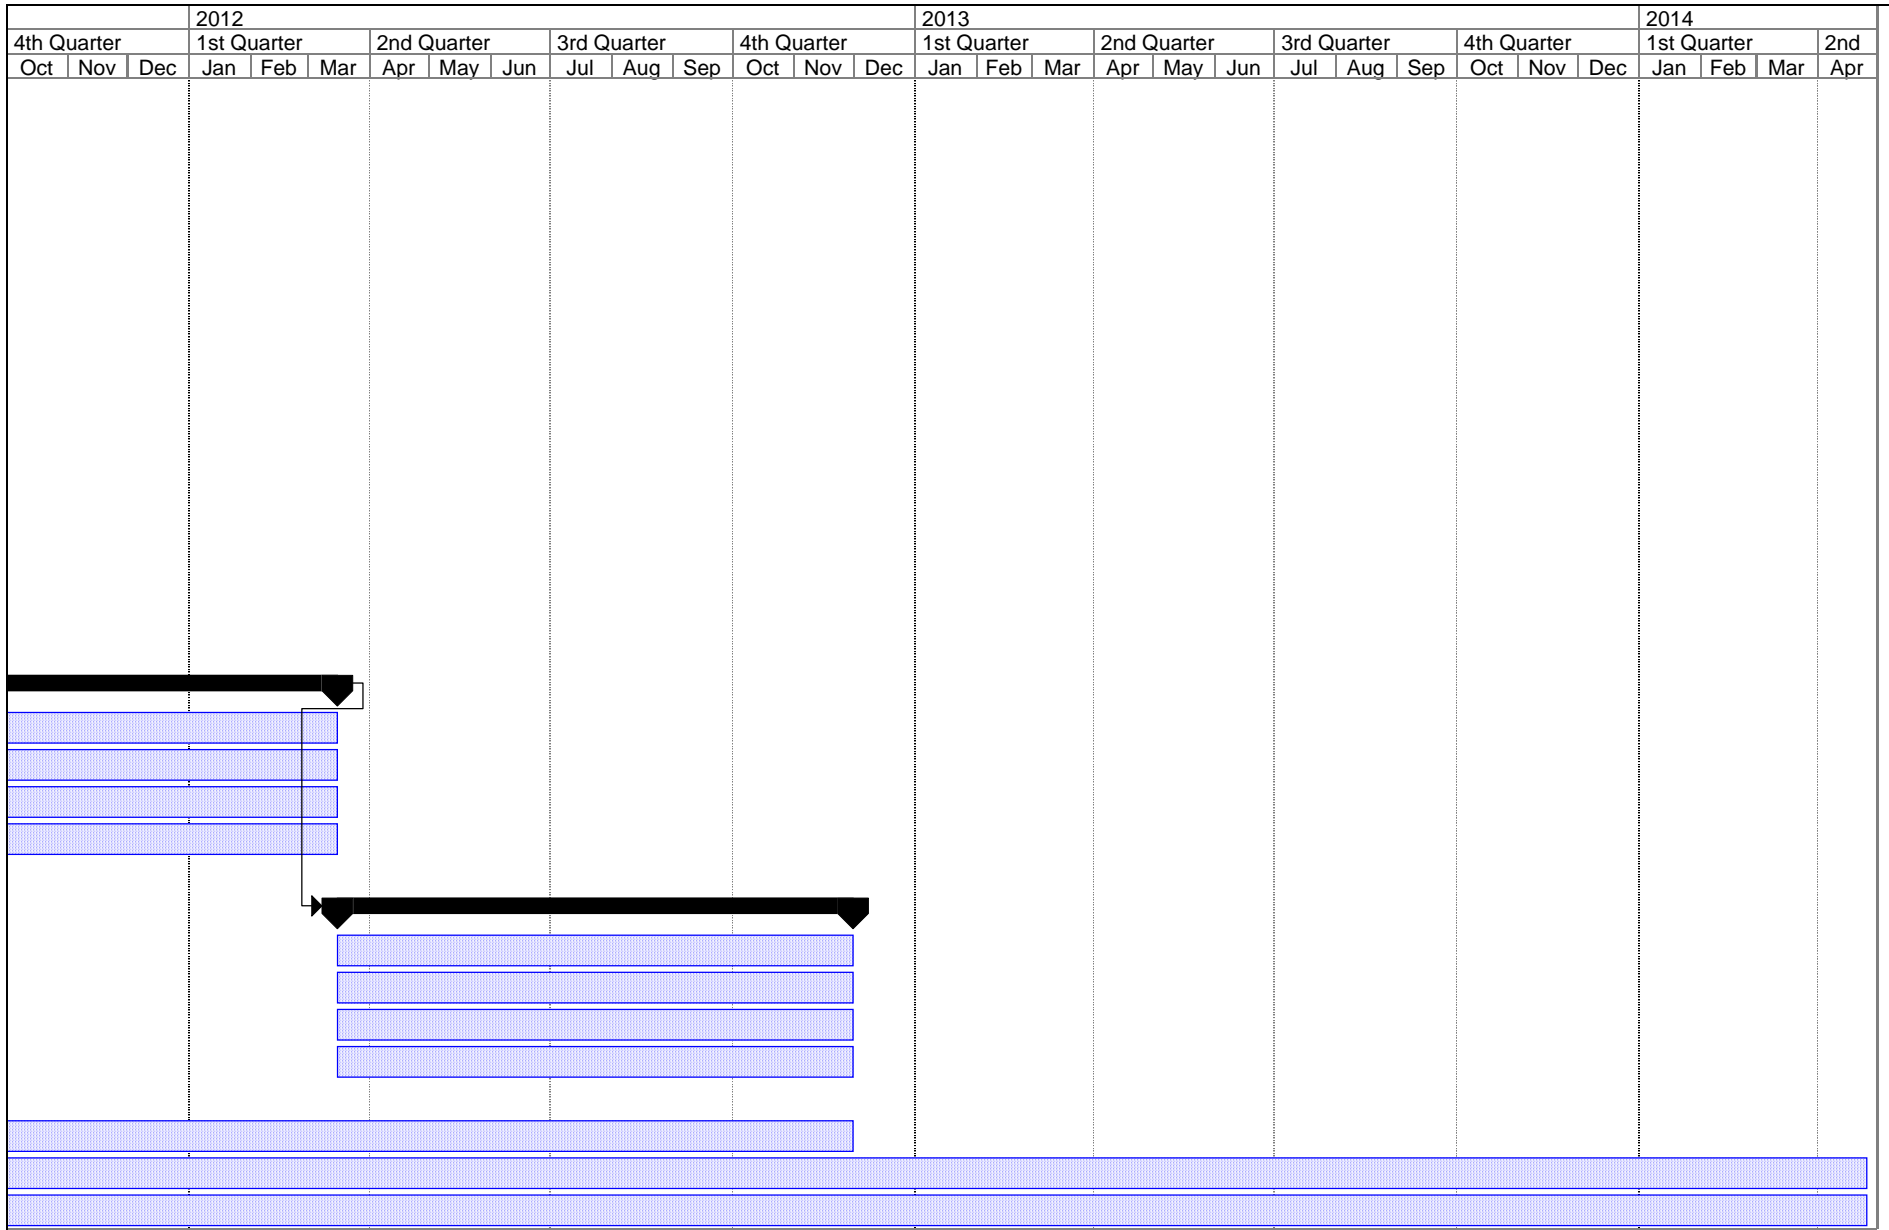 2012 2013 2014
4th Quarter 1st Quarter 2nd Quarter 3rd Quarter 4th Quarter 1st Quarter 2nd Quarter 3rd Quarter 4th Quarter 1st Quarter 2nd
Oct Nov Dec Jan Feb Mar Apr May Jun Jul Aug Sep Oct Nov Dec Jan Feb Mar Apr May Jun Jul Aug Sep Oct Nov Dec Jan Feb Mar Apr